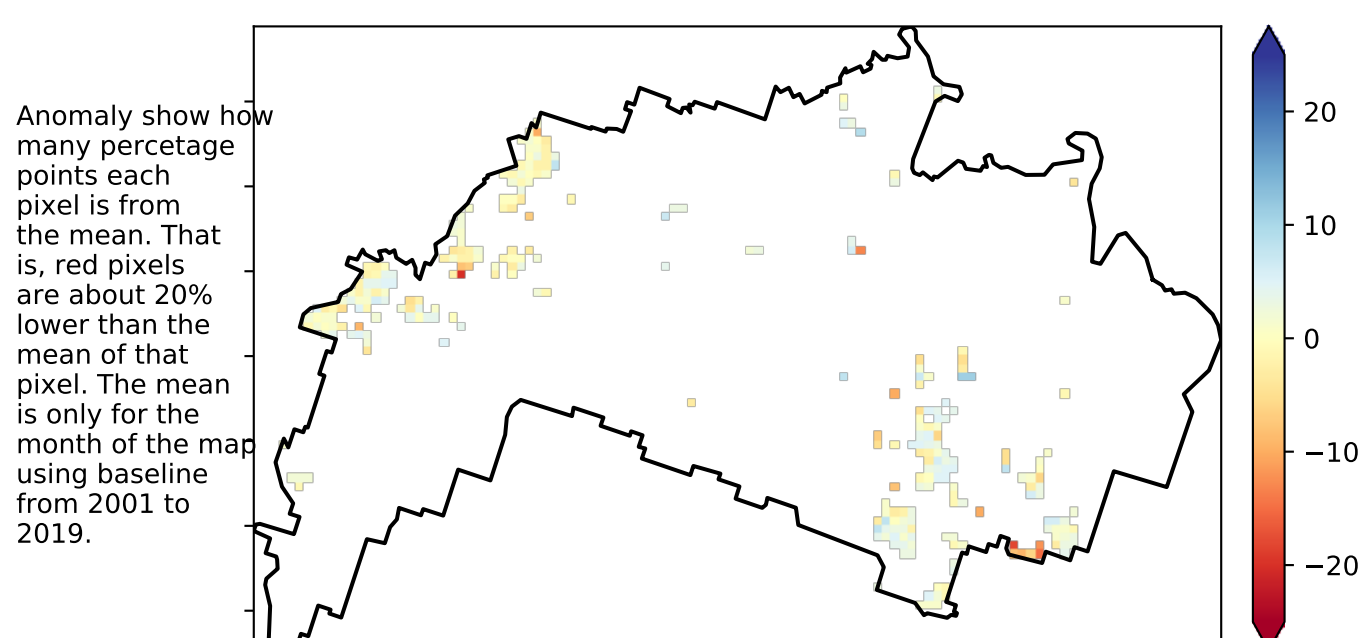 Anomaly show how
many percetage
points each
pixel is from
the mean. That
is, red pixels
are about 20%
lower than the
mean of that
pixel. The mean
is only for the
month of the map
using baseline
from 2001 to
2019.
20
10
0
−10
−20